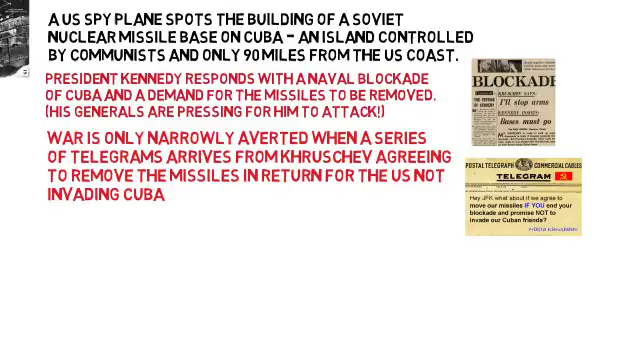 A US SPY PLANE SPOTS THE BUILDING OF A SOVIET
NUCLEAR MISSILE BASE ON CUBA - AN ISLAND CONTROLLED
BY COMMUNISTS AND ONLY 90 MILES FROM THE US COAST.
PRESIDENT KENNEDY RESPONDS WITH A NAVAL BLOCKADE
OF CUBA AND A DEMAND FOR THE MISSILES TO BE REMOVED.
(HIS GENERALS ARE PRESSING FOR HIM TO ATTACK!)
WAR IS ONLY NARROWLY AVERTED WHEN A SERIES
OF TELEGRAMS ARRIVES FROM KHRUSCHEV AGREEING
TO REMOVE THE MISSILES IN RETURN FOR THE US NOT
INVADING CUBA
BLOCKAD
KRUSCHEV SAYS:
I'll stop arms
KENNEDY INSISTS:
Bases must go
POSTAL TELEGRAPH COMMERCIAL CABLES
TELEGRAM
Hey JFK what about if we agree to
move our missiles IF YOU end your
blockade and promise NOT to
invade our Cuban friends?